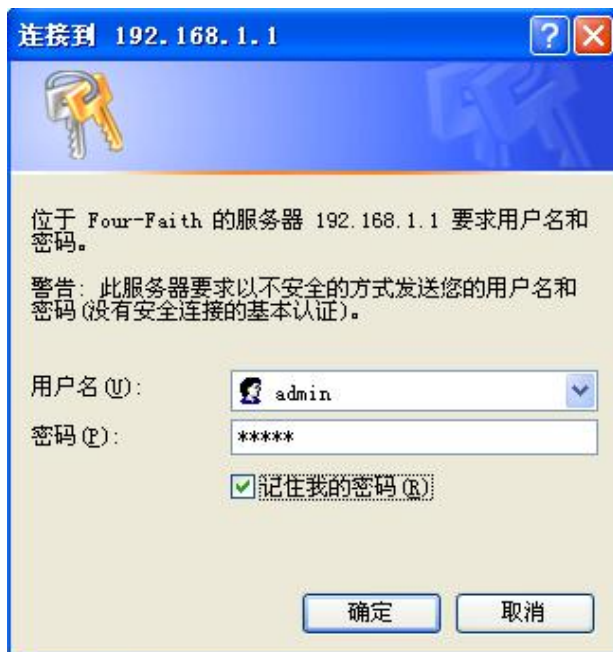 连接到 192.168.1.1
位于 Four-Faith 的服务器 192.168.1.1 要求用户名和
密码。
警告: 此服务器要求以不安全的方式发送您的用户名和
密码(没有安全连接的基本认证)。
用户名(U):
admin
密码(P):
*****
记住我的密码(R)
确定
取消